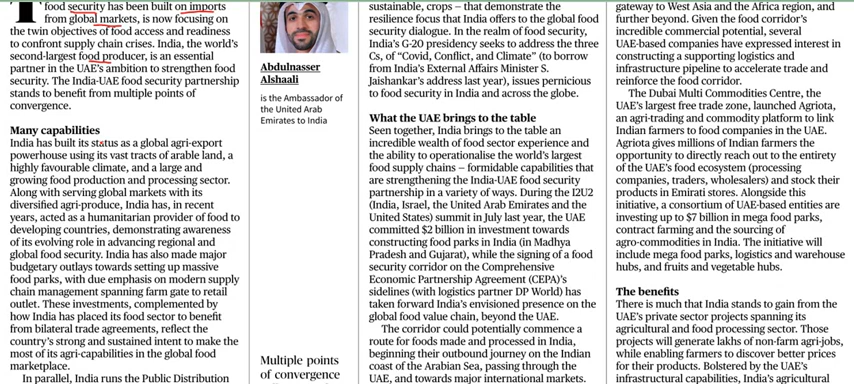 T food security has been built on imports
from global markets, is now focusing on
the twin objectives of food access and readiness
to confront supply chain crises. India, the world's
second-largest food producer, is an essential
partner in the UAE's ambition to strengthen food
security. The India-UAE food security partnership
stands to benefit from multiple points of
convergence.
Many capabilities
India has built its status as a global agri-export
powerhouse using its vast tracts of arable land, a
highly favourable climate, and a large and
growing food production and processing sector.
Along with serving global markets with its
diversified agri-produce, India has, in recent
years, acted as a humanitarian provider of food to
developing countries, demonstrating awareness
of its evolving role in advancing regional and
global food security. India has also made major
budgetary outlays towards setting up massive
food parks, with due emphasis on modern supply
chain management spanning farm gate to retail
outlet. These investments, complemented by
how India has placed its food sector to benefit
from bilateral trade agreements, reflect the
country's strong and sustained intent to make the
most of its agri-capabilities in the global food
marketplace.
In parallel, India runs the Public Distribution
Abdulnasser
Alshaali
is the Ambassador of
the United Arab
Emirates to India
Multiple points
of convergence
sustainable, crops – that demonstrate the
resilience focus that India offers to the global food
security dialogue. In the realm of food security,
India's G-20 presidency seeks to address the three
Cs, of "Covid, Conflict, and Climate" (to borrow
from India's External Affairs Minister S.
Jaishankar's address last year), issues pernicious
to food security in India and across the globe.
What the UAE brings to the table
Seen together, India brings to the table an
incredible wealth of food sector experience and
the ability to operationalise the world's largest
food supply chains – formidable capabilities that
are strengthening the India-UAE food security
partnership in a variety of ways. During the I2U2
(India, Israel, the United Arab Emirates and the
United States) summit in July last year, the UAE
committed $2 billion in investment towards
constructing food parks in India (in Madhya
Pradesh and Gujarat), while the signing of a food
security corridor on the Comprehensive
Economic Partnership Agreement (CEPA)'s
sidelines (with logistics partner DP World) has
taken forward India's envisioned presence on the
global food value chain, beyond the UAE.
The corridor could potentially commence a
route for foods made and processed in India,
beginning their outbound journey on the Indian
coast of the Arabian Sea, passing through the
UAE, and towards major international markets.
gateway to West Asia and the Africa region, and
further beyond. Given the food corridor's
incredible commercial potential, several
UAE-based companies have expressed interest in
constructing a supporting logistics and
infrastructure pipeline to accelerate trade and
reinforce the food corridor.
The Dubai Multi Commodities Centre, the
UAE's largest free trade zone, launched Agriota,
an agri-trading and commodity platform to link
Indian farmers to food companies in the UAE.
Agriota gives millions of Indian farmers the
opportunity to directly reach out to the entirety
of the UAE's food ecosystem (processing
companies, traders, wholesalers) and stock their
products in Emirati stores. Alongside this
initiative, a consortium of UAE-based entities are
investing up to $7 billion in mega food parks,
contract farming and the sourcing of
agro-commodities in India. The initiative will
include mega food parks, logistics and warehouse
hubs, and fruits and vegetable hubs.
The benefits
There is much that India stands to gain from the
UAE's private sector projects spanning its
agricultural and food processing sector. Those
projects will generate lakhs of non-farm agri-jobs,
while enabling farmers to discover better prices
for their products. Bolstered by the UAE's
infrastructural capabilities, India's agricultural